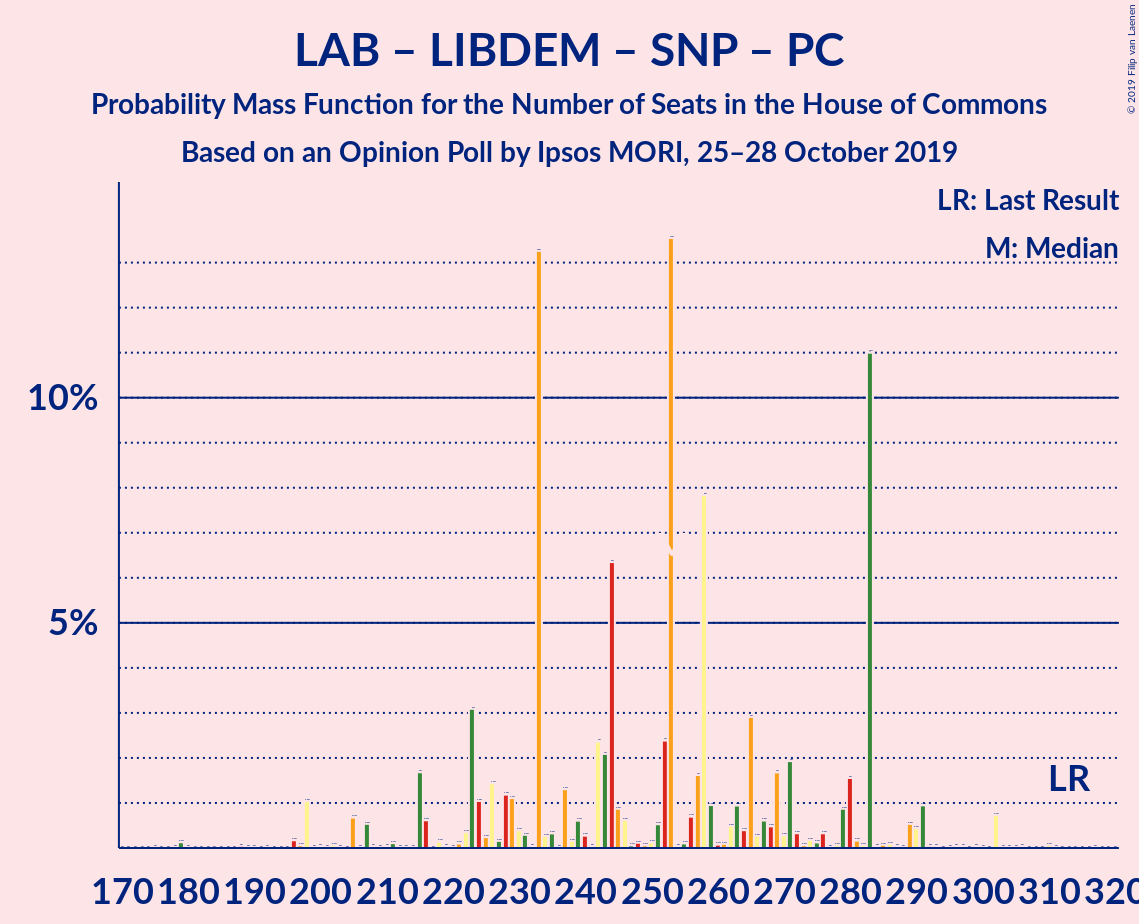 LAB – LIBDEM – SNP – PC
Probability Mass Function for the Number of Seats in the House of Commons
Based on an Opinion Poll by Ipsos MORI, 25–28 October 2019
© 2019 Filip van Laenen
LR: Last Result
M: Median
10%
5%
LR
170 180 190 200 210 220 230 240 250 260 270 280 290 300 310 320